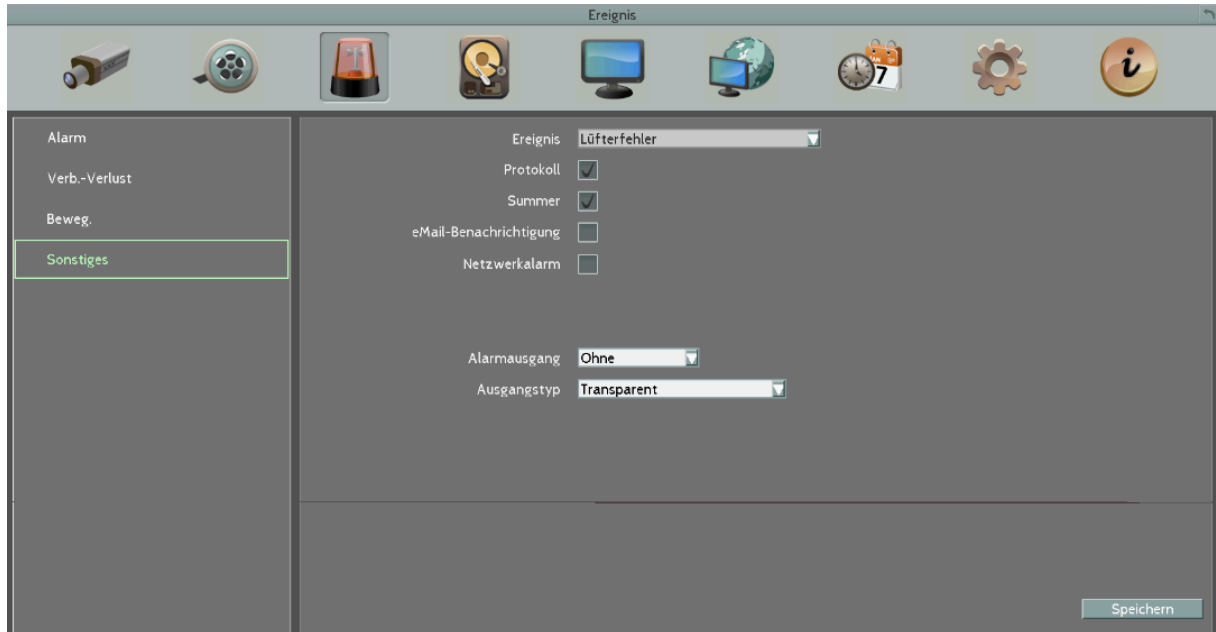 Ereignis
Alarm
Verb.-Verlust
Beweg.
Sonstiges
Ereignis Lüfterfehler
Protokoll
Summer
eMail-Benachrichtigung
Netzwerkalarm
Alarmausgang Ohne
Ausgangstyp Transparent
Speichern